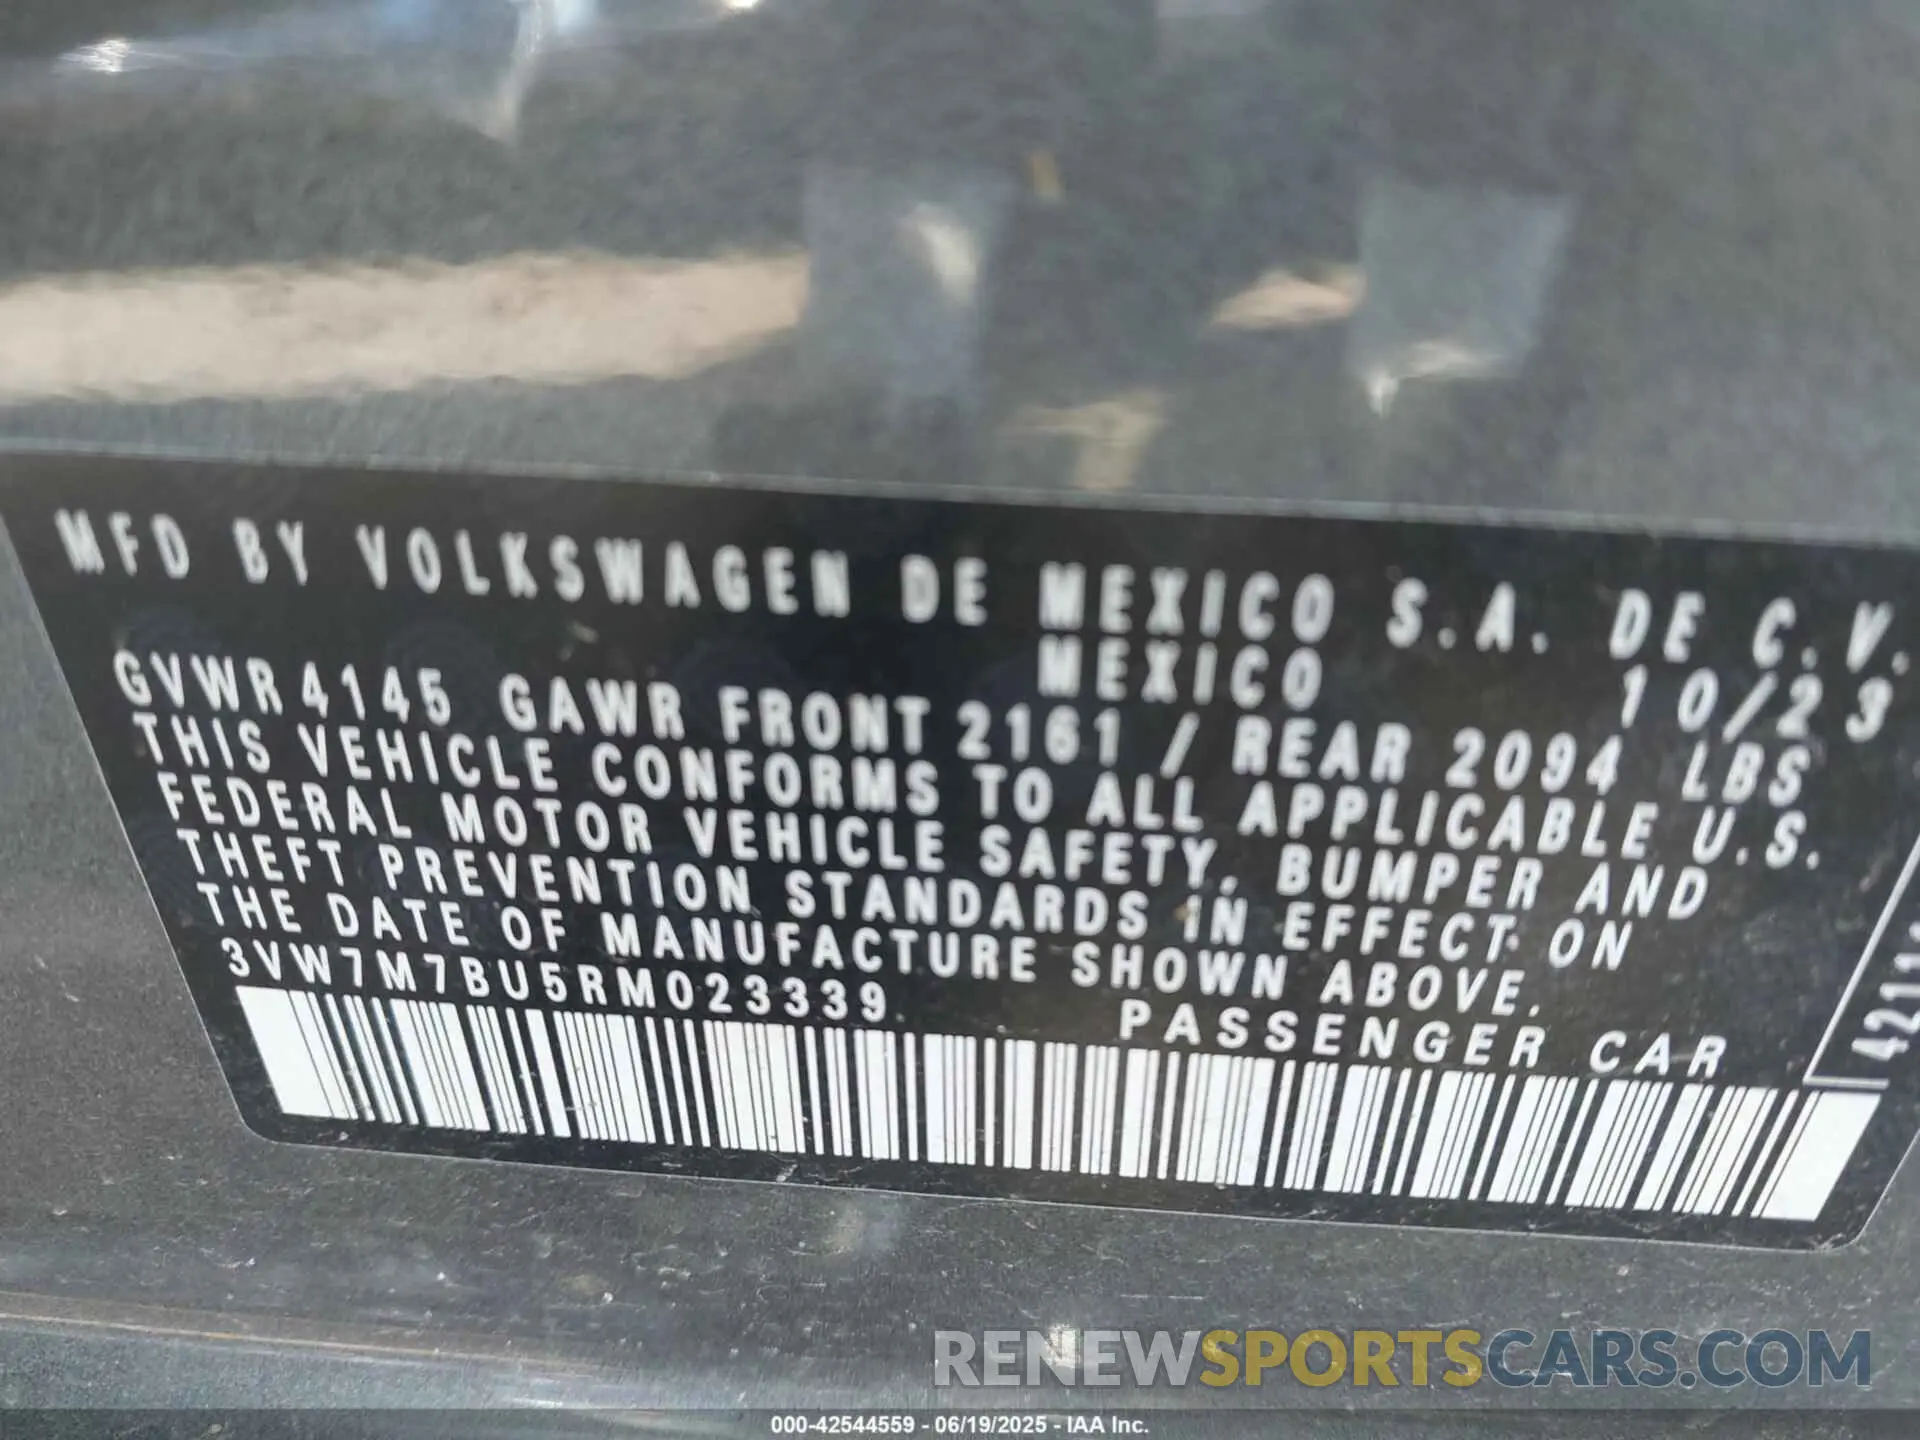 MFD BY VOLKSWAGEN DE MEXICO S.A. DE C.V.
MEXICO 10/23
GVWR 4145 GAWR FRONT 2161 / REAR 2094 LBS
THIS VEHICLE CONFORMS TO ALL APPLICABLE U.S.
FEDERAL MOTOR VEHICLE SAFETY, BUMPER AND
THEFT PREVENTION STANDARDS IN EFFECT ON
THE DATE OF MANUFACTURE SHOWN ABOVE.
3VW7M7BU5RM023339 PASSENGER CAR
RENEWSPORTSCARS.COM
000-42544559 - 06/19/2025 - IAA Inc.